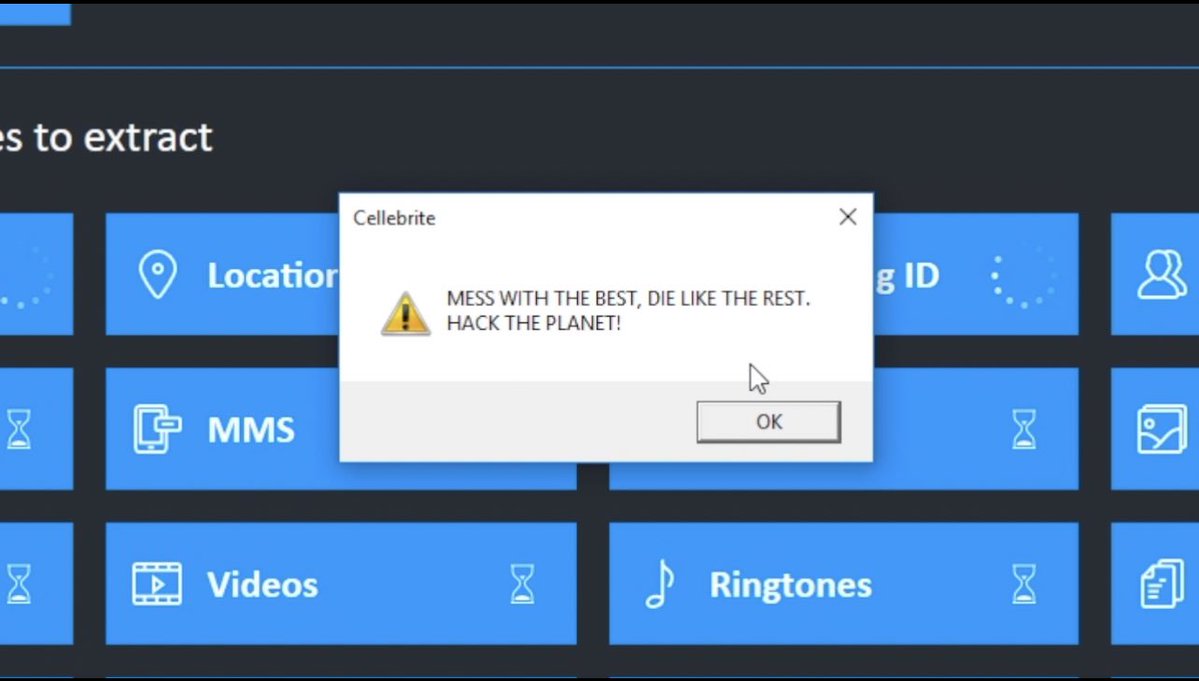 es to extract
Cellebrite
MESS WITH THE BEST, DIE LIKE THE REST.
HACK THE PLANET!
OK
Location
g ID
MMS
Videos
Ringtones